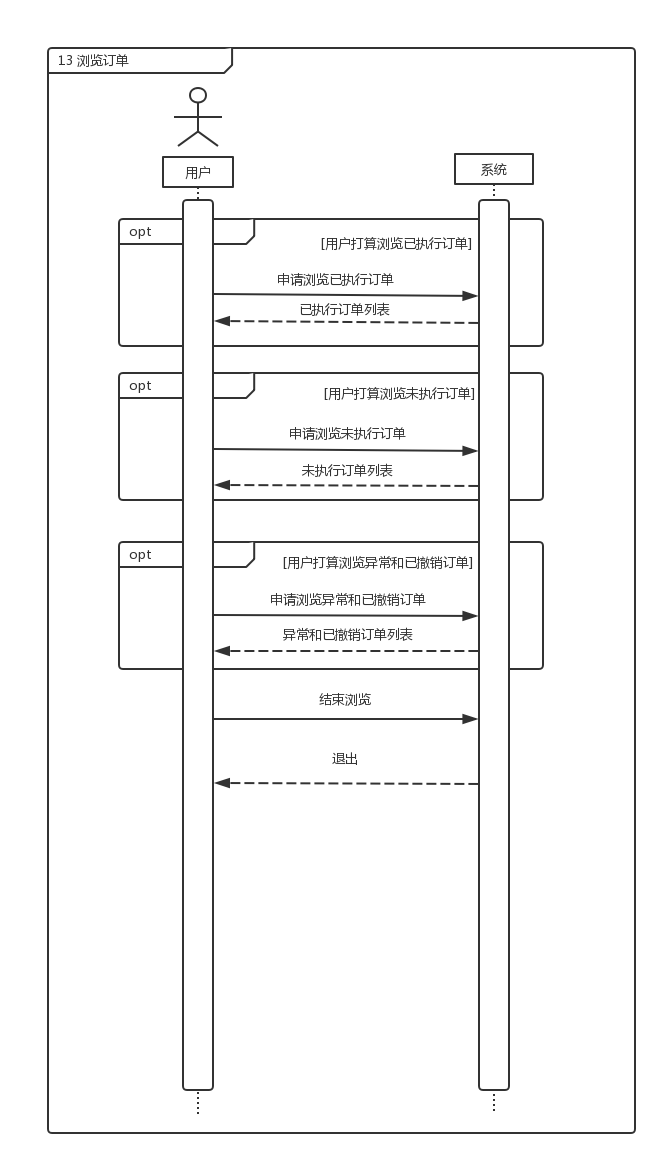 13 浏览订单
用户
系统
opt
[用户打算浏览已执行订单]
申请浏览已执行订单
已执行订单列表
opt
[用户打算浏览未执行订单]
申请浏览未执行订单
未执行订单列表
opt
[用户打算浏览异常和已撤销订单]
申请浏览异常和已撤销订单
异常和已撤销订单列表
结束浏览
退出